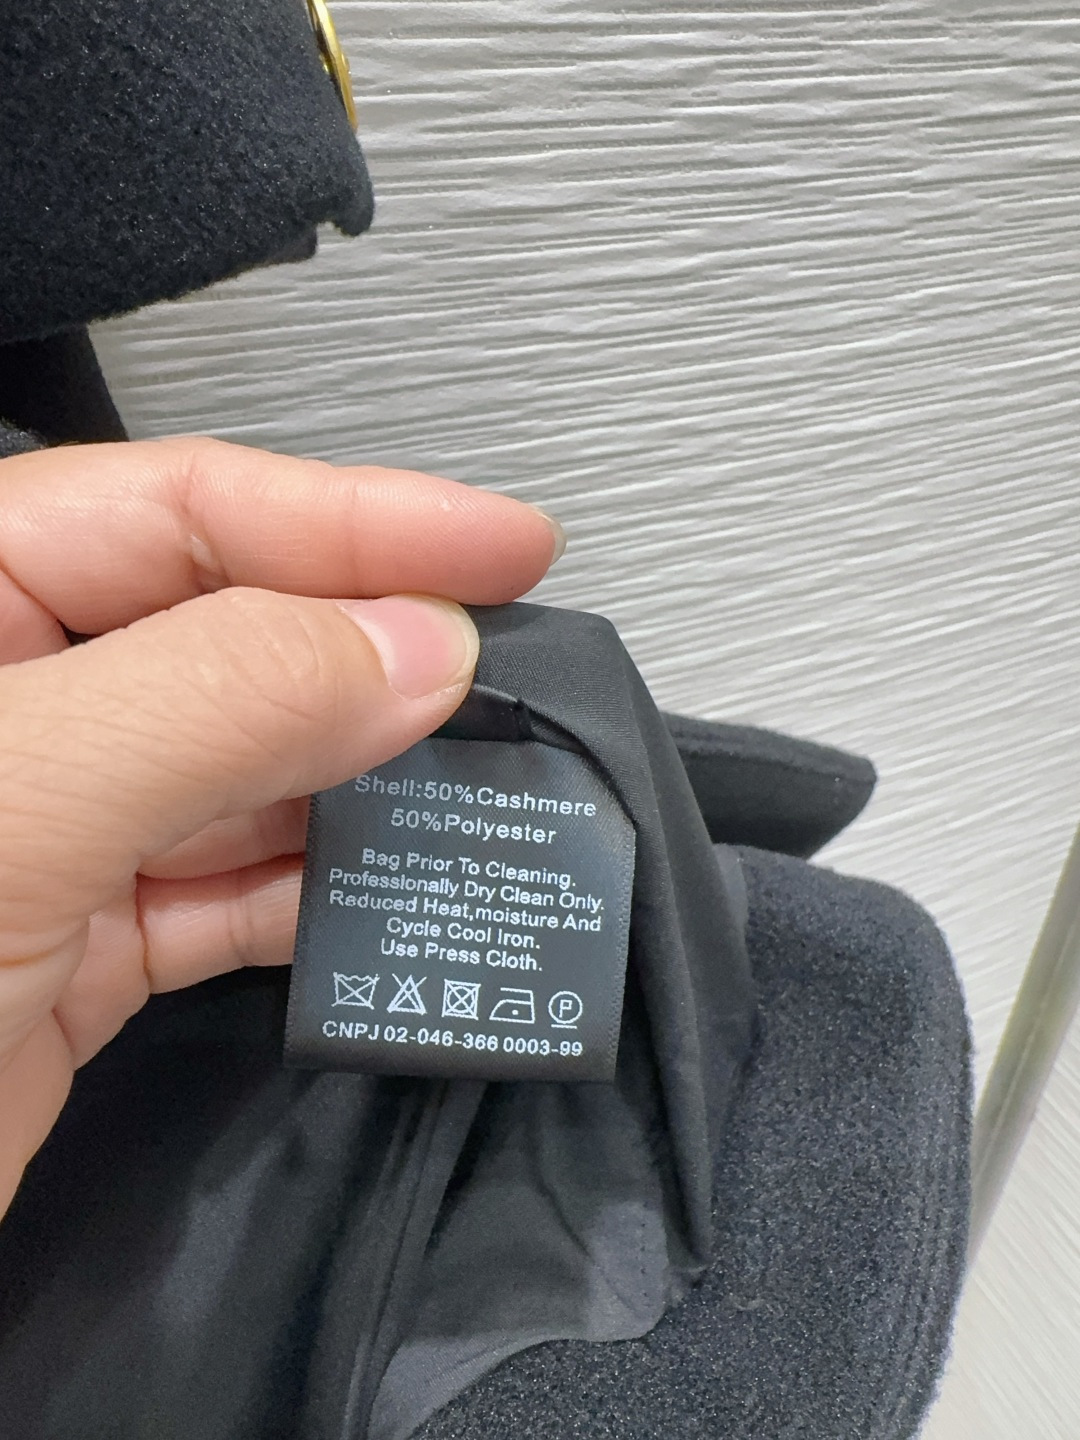 Shell:50%Cashmere
50%Polyester
Bag Prior To Cleaning.
Professionally Dry Clean Only.
Reduced Heat,moisture And
Cycle Cool Iron.
Use Press Cloth.
P
CNPJ 02-046-366 0003-99